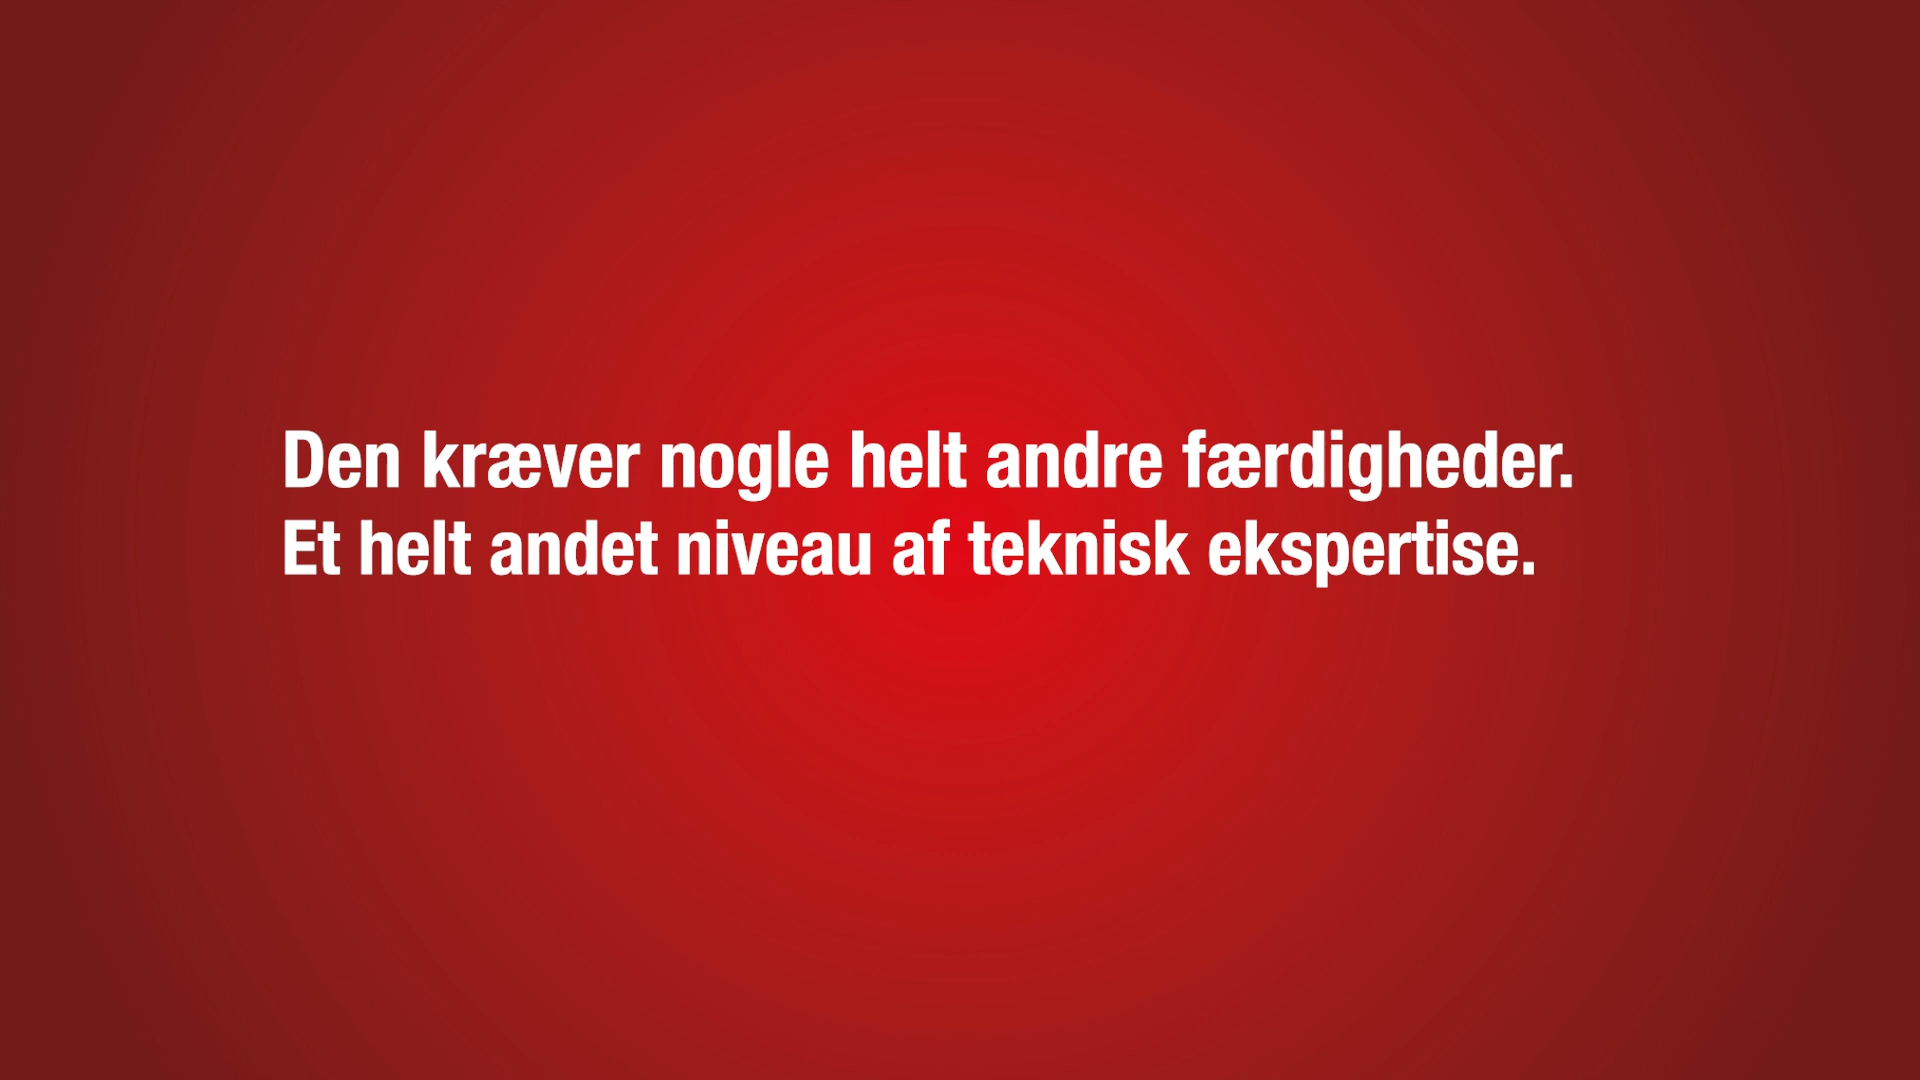 Den kræver nogle helt andre færdigheder.
Et helt andet niveau af teknisk ekspertise.